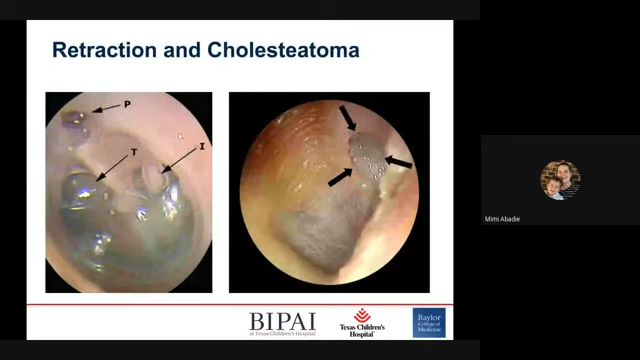 Retraction and Cholesteatoma
P
T
I
Mimi Abadie
BIPAI
at Texas Children's Hospital
Texas Children's
Hospital
Baylor
College of
Medicine